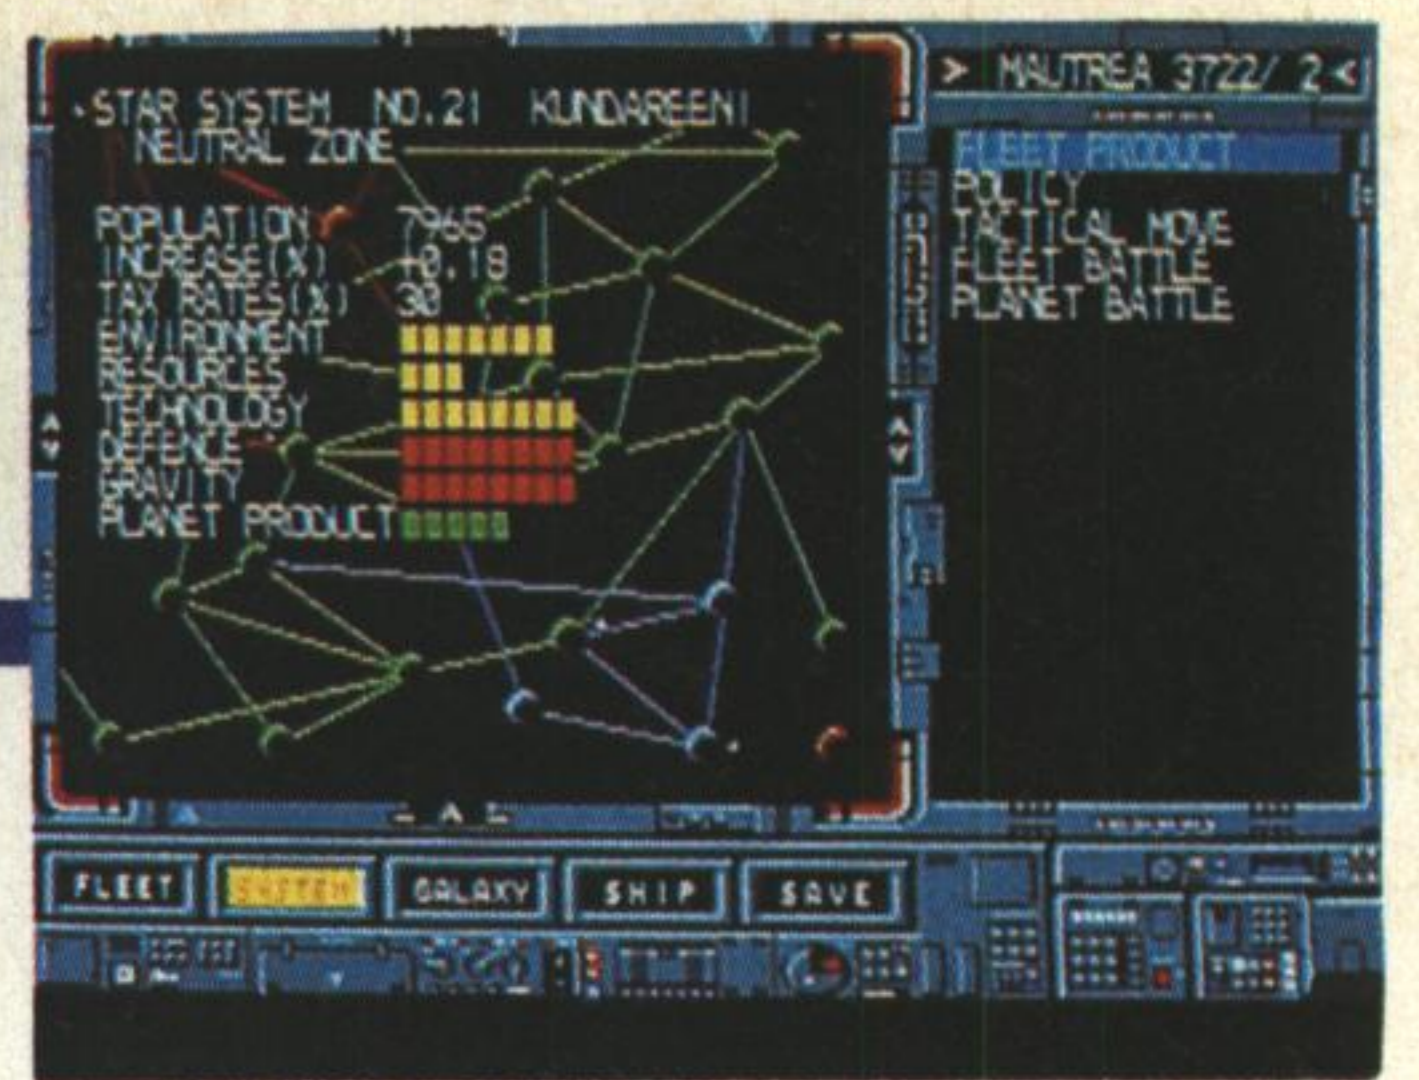 STAR SYSTEM NO.21 KUNDAREENI
NEUTRAL ZONE
POPULATION 7965
INCREASE(%) +0.18
TAX RATES(%) 30
ENVIRONMENT
RESOURCES
TECHNOLOGY
DEFENCE
GRAVITY
PLANET PRODUCT
> MAUTREA 3722/ 2 <
FLEET PRODUCT
POLICY
TACTICAL MOVE
FLEET BATTLE
PLANET BATTLE
FLEET
SYSTEM
GALAXY
SHIP
SAVE